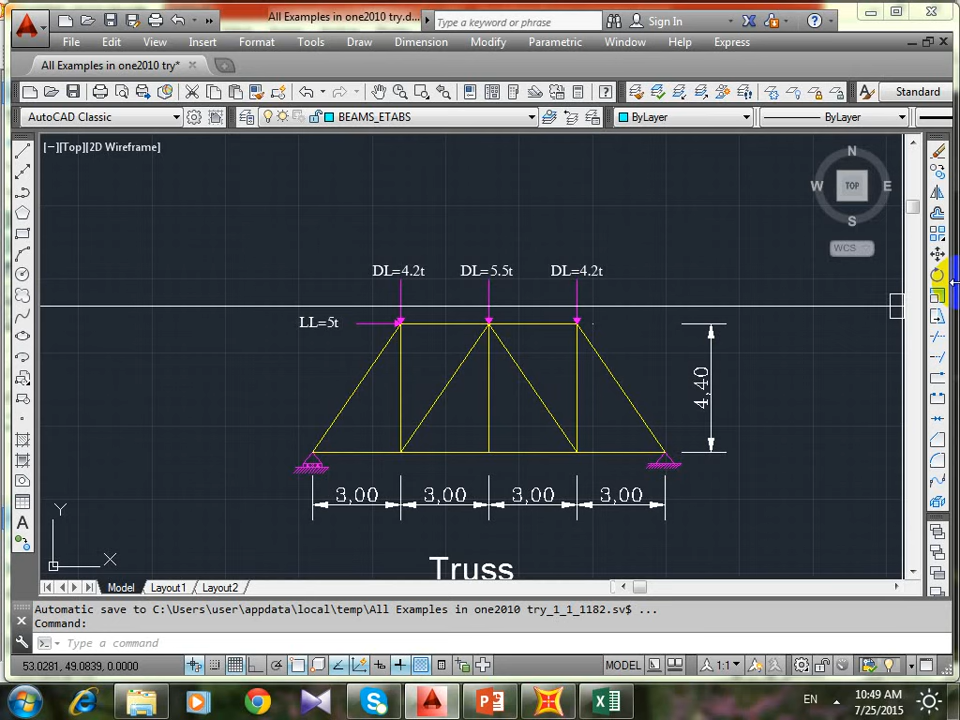 All Examples in one2010 try.d...
Type a keyword or phrase
Sign In
File Edit View Insert Format Tools Draw Dimension Modify Parametric Window Help Express
All Examples in one2010 try*
Standard
AutoCAD Classic
BEAMS_ETABS
ByLayer
ByLayer
[−][Top][2D Wireframe]
N
W TOP E
S
WCS
DL=4.2t DL=5.5t DL=4.2t
LL=5t
4,40
3,00 3,00 3,00 3,00
Y
X
Truss
Model Layout1 Layout2
Automatic save to C:\Users\user\appdata\local\temp\All Examples in one2010 try_1_1_1182.sv$ ...
Command:
Type a command
53.0281, 49.0839, 0.0000
MODEL
1:1
EN
10:49 AM
7/25/2015